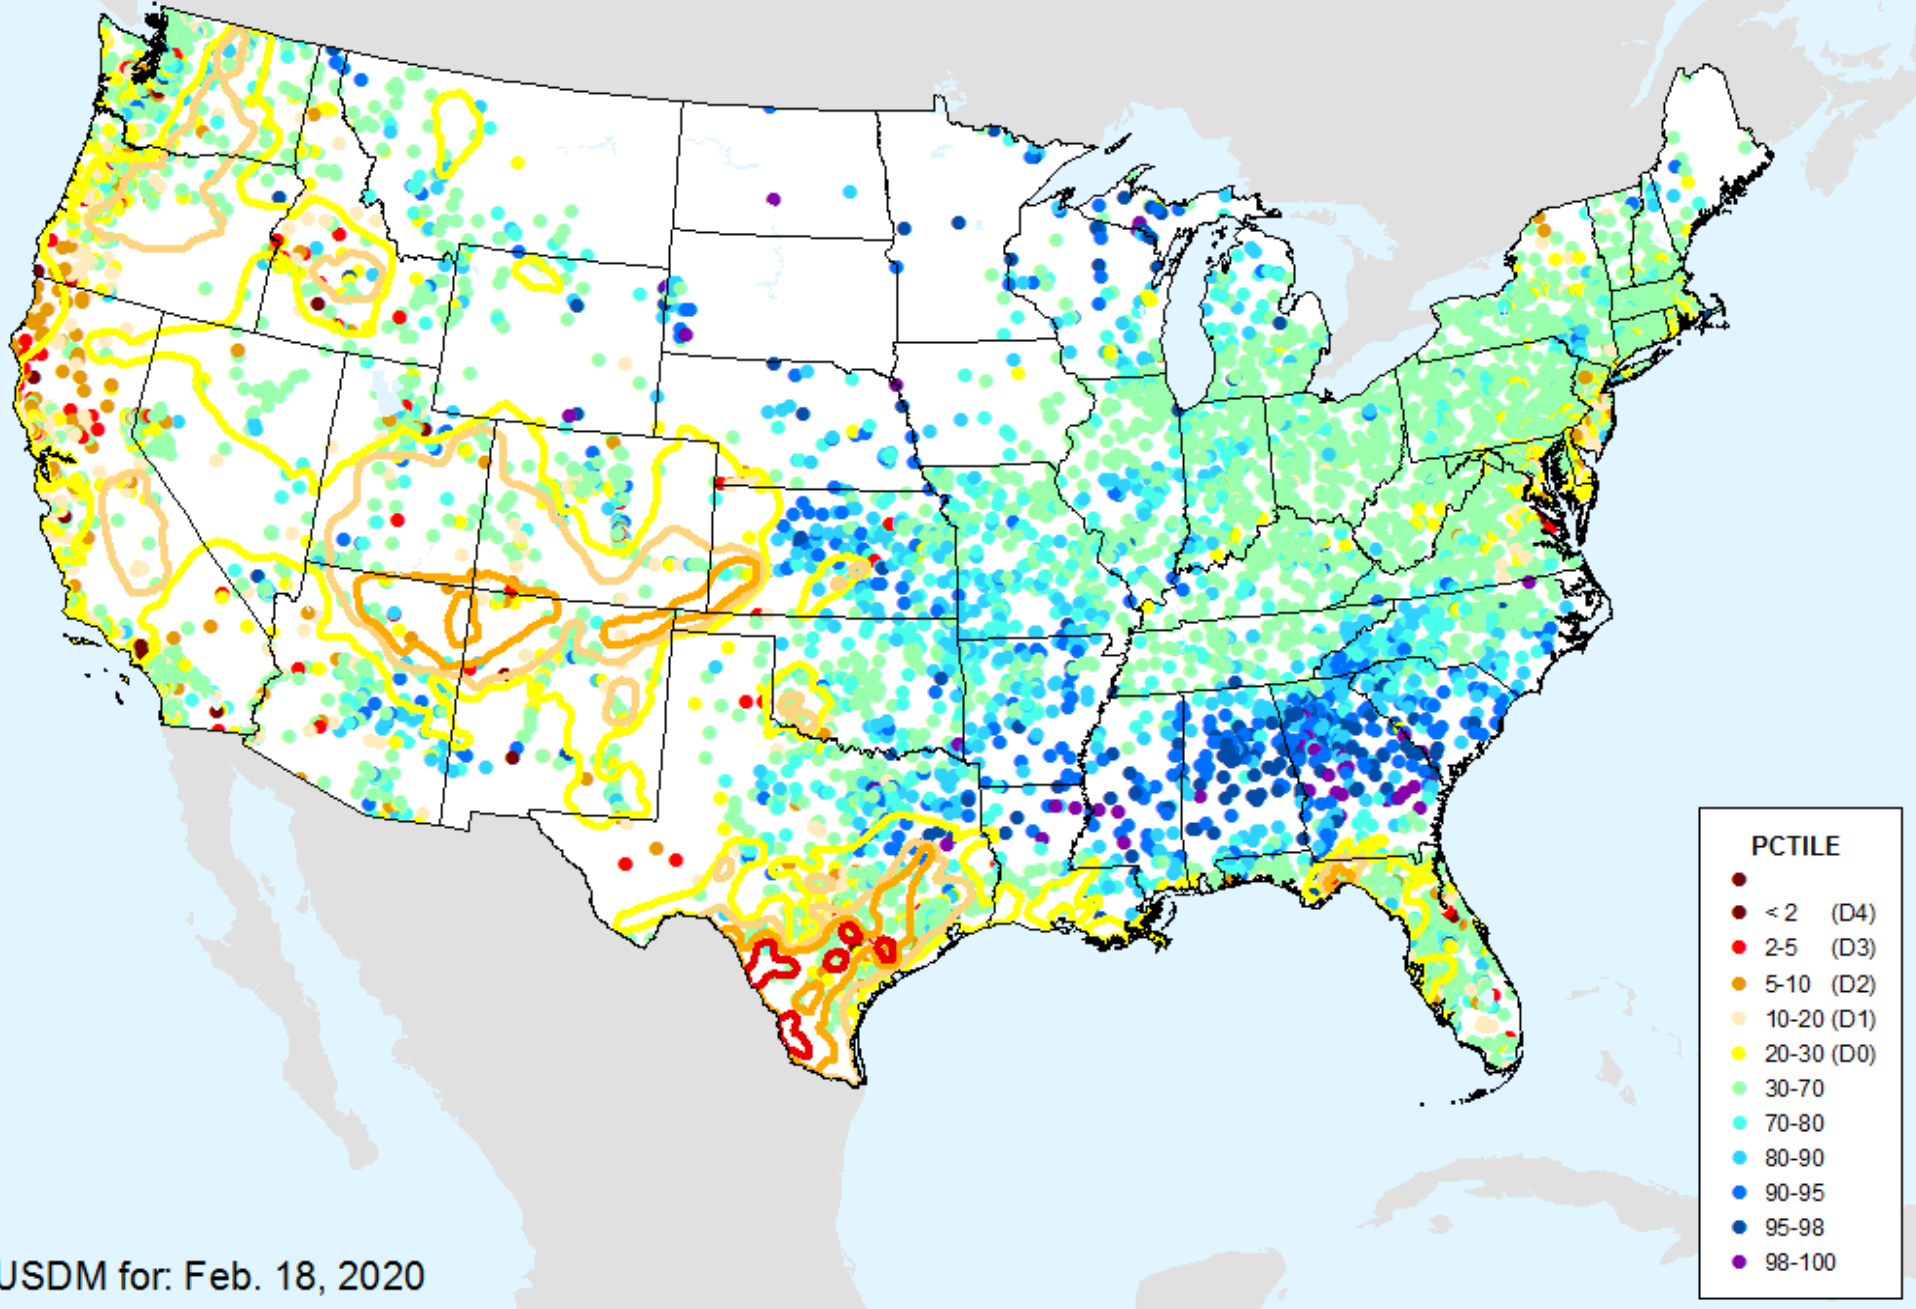 PCTILE
< 2 (D4)
2-5 (D3)
5-10 (D2)
10-20 (D1)
20-30 (D0)
30-70
70-80
80-90
90-95
95-98
98-100
USDM for: Feb. 18, 2020